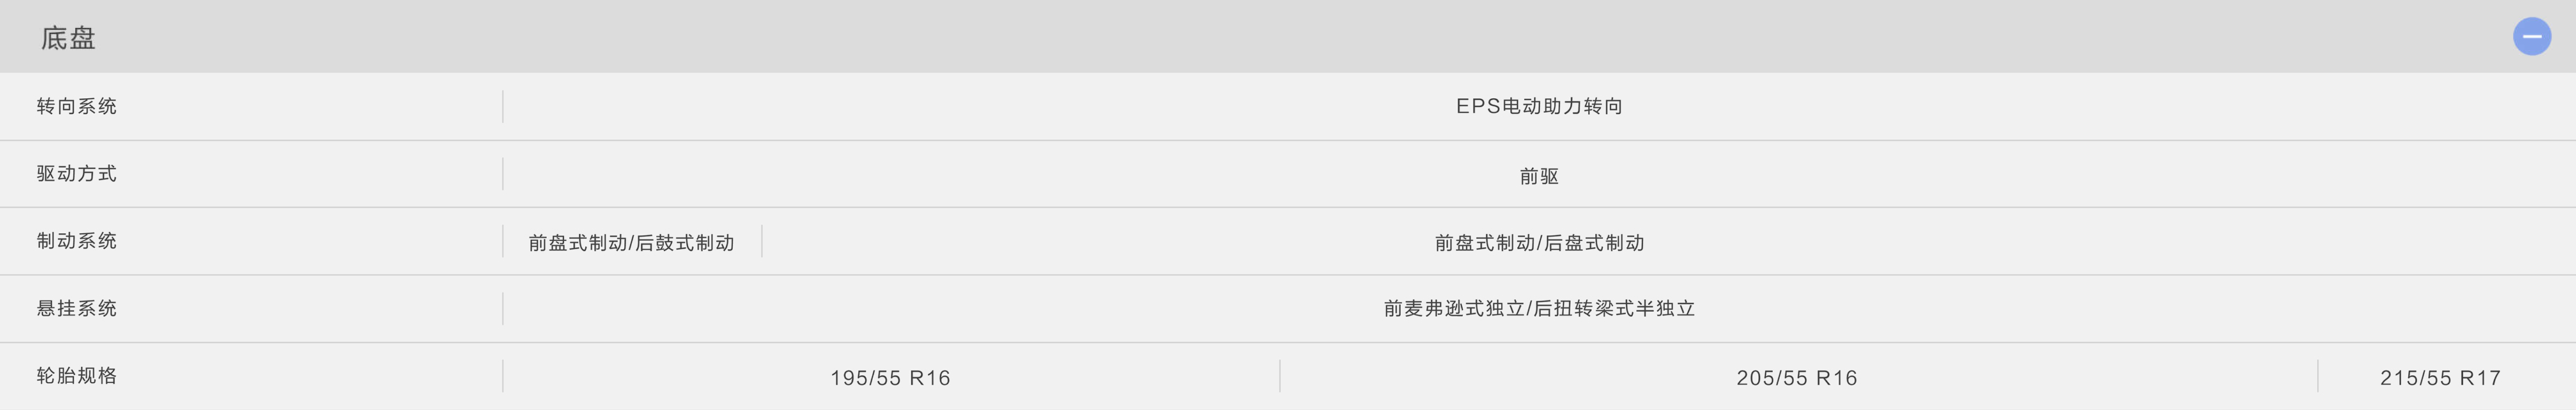 底盘
转向系统 EPS电动助力转向
驱动方式 前驱
制动系统 前盘式制动/后鼓式制动 前盘式制动/后盘式制动
悬挂系统 前麦弗逊式独立/后扭转梁式半独立
轮胎规格 195/55 R16 205/55 R16 215/55 R17